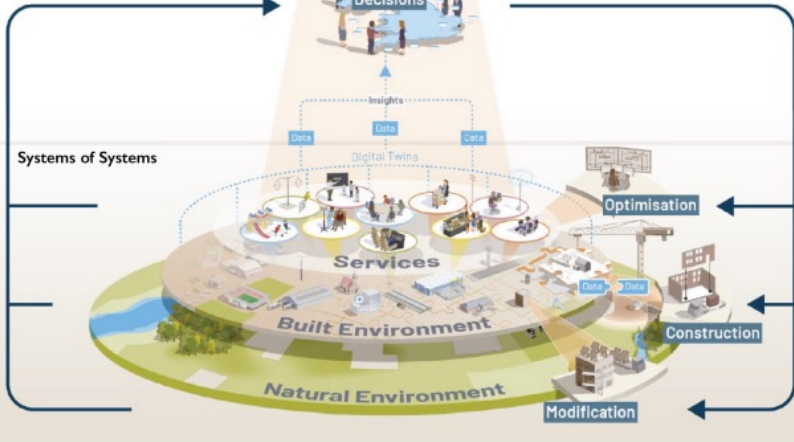 Decisions
Insights
Data
Data
Data
Systems of Systems
Digital Twins
Optimisation
Services
Data
Data
Built Environment
Construction
Natural Environment
Modification